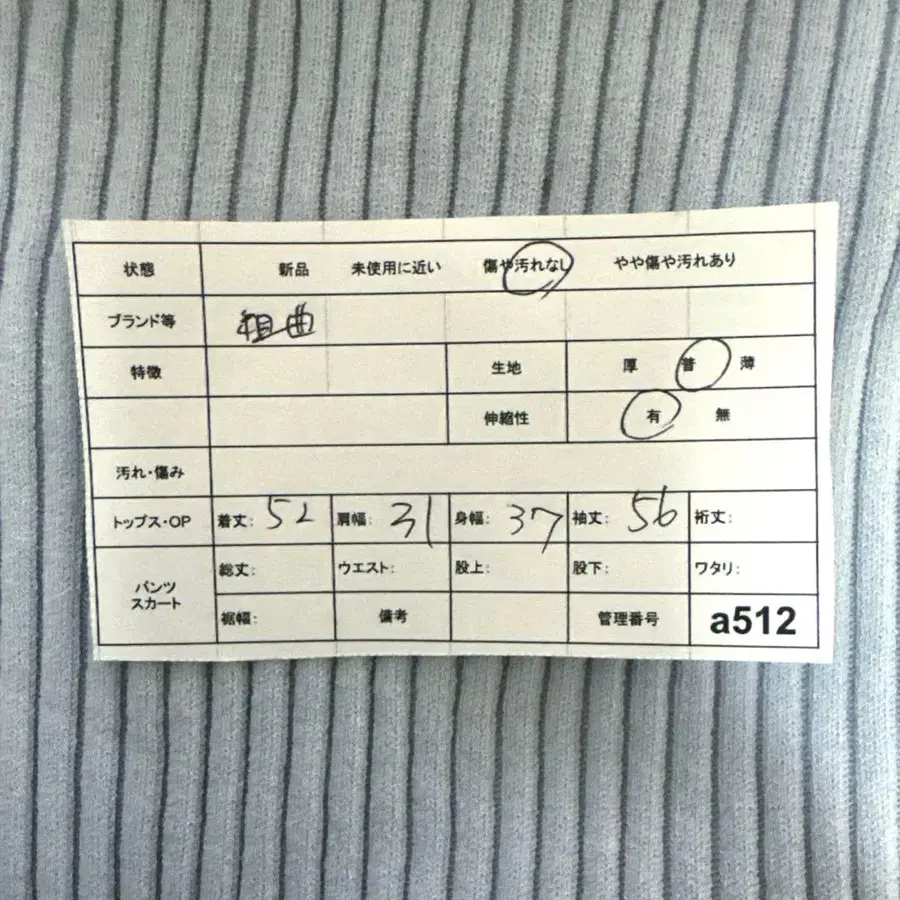 状態 新品 未使用に近い 傷や汚れなし やや傷や汚れあり
ブランド等 組曲
特徴 生地 厚 普 薄
伸縮性 有 無
汚れ・傷み
トップス・OP 着丈: 52 肩幅: 31 身幅: 37 袖丈: 56 裄丈:
パンツ スカート 総丈: ウエスト: 股上: 股下: ワタリ:
裾幅: 備考 管理番号 a512